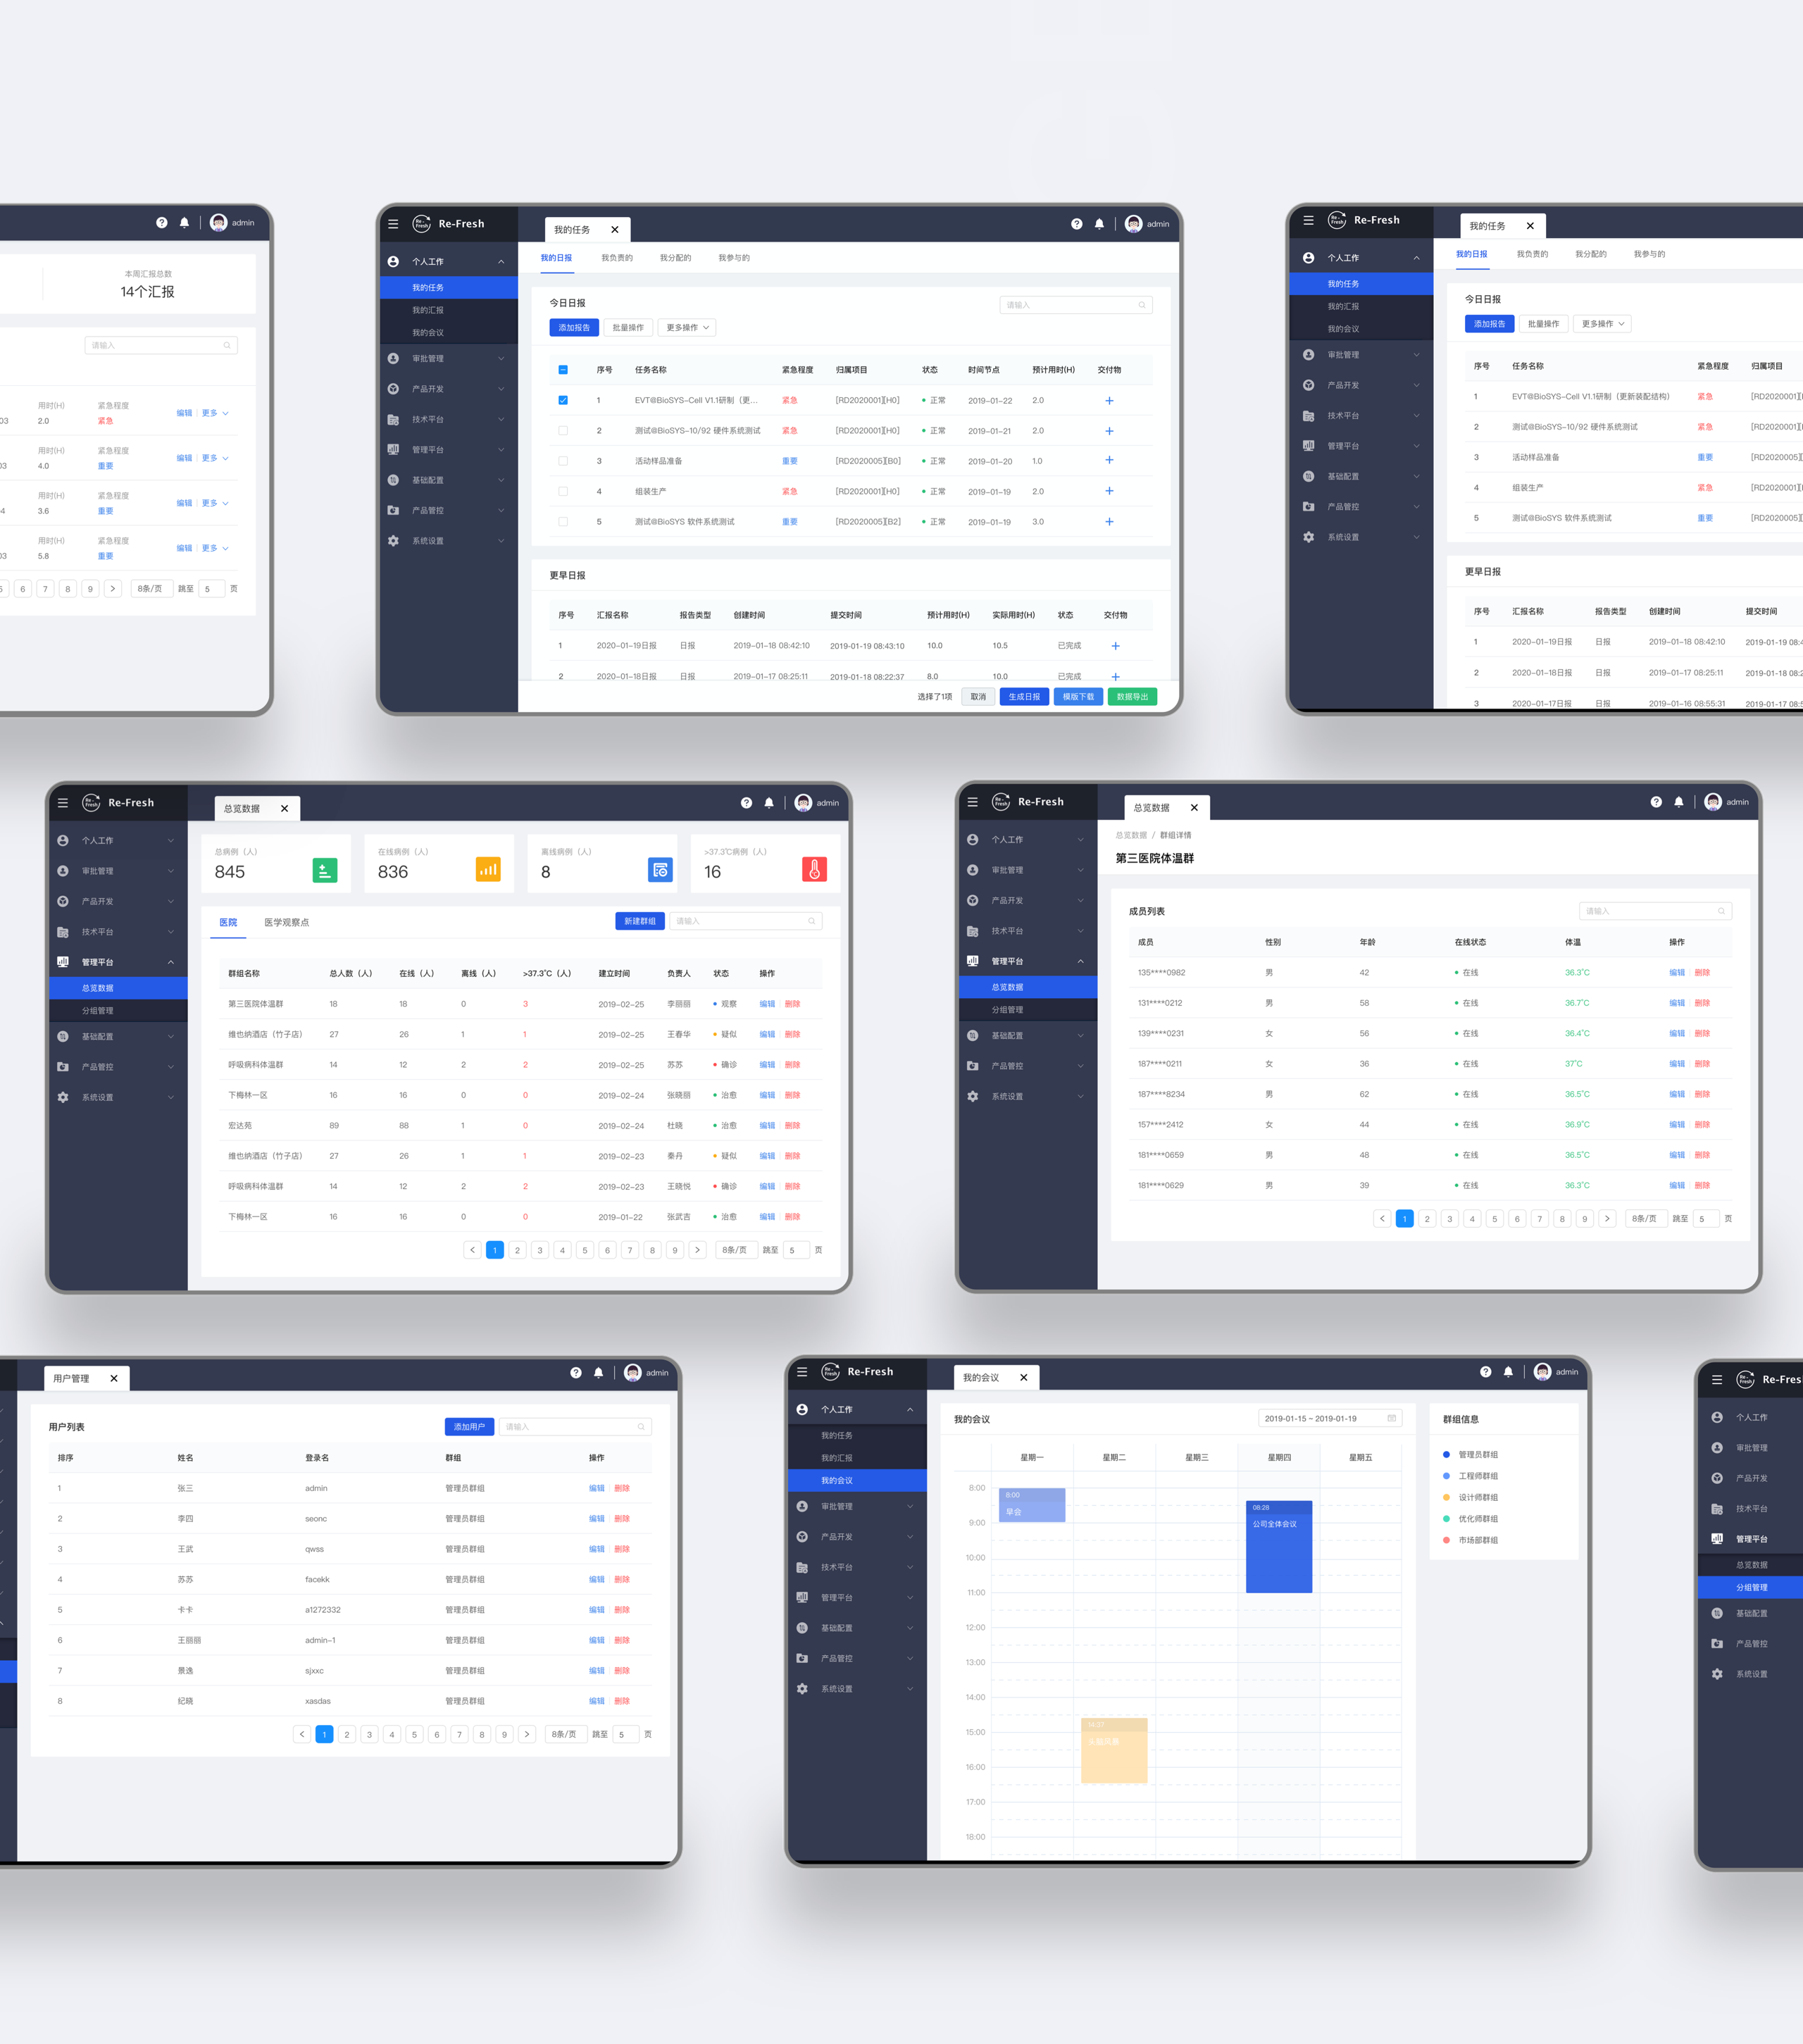 admin
本周汇报总数
14个汇报
请输入
用时(H) 紧急程度
03 2.0 紧急 编辑 更多
用时(H) 紧急程度
03 4.0 重要 编辑 更多
用时(H) 紧急程度
4 3.6 重要 编辑 更多
用时(H) 紧急程度
03 5.8 重要 编辑 更多
6 7 8 9 8条/页 跳至 5 页
Re-Fresh
Re-Fresh 我的任务 admin
个人工作
我的任务
我的汇报
我的会议
审批管理
产品开发
技术平台
管理平台
基础配置
产品管控
系统设置
我的日报 我负责的 我分配的 我参与的
今日日报 请输入
添加报告 批量操作 更多操作
序号 任务名称 紧急程度 归属项目 状态 时间节点 预计用时(H) 交付物
1 EVT@BioSYS-Cell V1.1研制（更... 紧急 [RD2020001][H0] 正常 2019-01-22 2.0
2 测试@BioSYS-10/92 硬件系统测试 紧急 [RD2020001][H0] 正常 2019-01-21 2.0
3 活动样品准备 重要 [RD2020005][B0] 正常 2019-01-20 1.0
4 组装生产 紧急 [RD2020001][H0] 正常 2019-01-19 2.0
5 测试@BioSYS 软件系统测试 重要 [RD2020005][B2] 正常 2019-01-19 3.0
更早日报
序号 汇报名称 报告类型 创建时间 提交时间 预计用时(H) 实际用时(H) 状态 交付物
1 2020-01-19日报 日报 2019-01-18 08:42:10 2019-01-19 08:43:10 10.0 10.5 已完成
2 2020-01-18日报 日报 2019-01-17 08:25:11 2019-01-18 08:22:37 8.0 10.0 已完成
选择了1项 取消 生成日报 模版下载 数据导出
Re-Fresh
Re-Fresh 我的任务
个人工作
我的任务
我的汇报
我的会议
审批管理
产品开发
技术平台
管理平台
基础配置
产品管控
系统设置
我的日报 我负责的 我分配的 我参与的
今日日报
添加报告 批量操作 更多操作
序号 任务名称 紧急程度 归属项目
1 EVT@BioSYS-Cell V1.1研制（更新装配结构） 紧急 [RD2020001][
2 测试@BioSYS-10/92 硬件系统测试 紧急 [RD2020001][
3 活动样品准备 重要 [RD2020005][
4 组装生产 紧急 [RD2020001][
5 测试@BioSYS 软件系统测试 重要 [RD2020005][
更早日报
序号 汇报名称 报告类型 创建时间 提交时间
1 2020-01-19日报 日报 2019-01-18 08:42:10 2019-01-19 08:4
2 2020-01-18日报 日报 2019-01-17 08:25:11 2019-01-18 08:2
3 2020-01-17日报 日报 2019-01-16 08:55:31 2019-01-17 08:5
Re-Fresh
Re-Fresh 总览数据 admin
个人工作
审批管理
产品开发
技术平台
管理平台
总览数据
分组管理
基础配置
产品管控
系统设置
总病例（人） 在线病例（人） 离线病例（人） >37.3℃病例（人）
845 836 8 16
医院 医学观察点 新建群组 请输入
群组名称 总人数（人） 在线（人） 离线（人） >37.3°C（人） 建立时间 负责人 状态 操作
第三医院体温群 18 18 0 3 2019-02-25 李丽丽 观察 编辑 删除
维也纳酒店（竹子店） 27 26 1 1 2019-02-25 王春华 疑似 编辑 删除
呼吸病科体温群 14 12 2 2 2019-02-25 苏苏 确诊 编辑 删除
下梅林一区 16 16 0 0 2019-02-24 张晓丽 治愈 编辑 删除
宏达苑 89 88 1 0 2019-02-24 杜晓 治愈 编辑 删除
维也纳酒店（竹子店） 27 26 1 1 2019-02-23 秦丹 疑似 编辑 删除
呼吸病科体温群 14 12 2 2 2019-02-23 王晓悦 确诊 编辑 删除
下梅林一区 16 16 0 0 2019-01-22 张武吉 治愈 编辑 删除
1 2 3 4 5 6 7 8 9 8条/页 跳至 5 页
Re-Fresh
Re-Fresh 总览数据 admin
个人工作
审批管理
产品开发
技术平台
管理平台
总览数据
分组管理
基础配置
产品管控
系统设置
总览数据 / 群组详情
第三医院体温群
成员列表 请输入
成员 性别 年龄 在线状态 体温 操作
135****0982 男 42 在线 36.3°C 编辑 删除
131****0212 男 58 在线 36.7°C 编辑 删除
139****0231 女 56 在线 36.4°C 编辑 删除
187****0211 女 36 在线 37°C 编辑 删除
187****8234 男 62 在线 36.5°C 编辑 删除
157****2412 女 44 在线 36.9°C 编辑 删除
181****0659 男 48 在线 36.5°C 编辑 删除
181****0629 男 39 在线 36.3°C 编辑 删除
1 2 3 4 5 6 7 8 9 8条/页 跳至 5 页
用户管理 admin
用户列表 添加用户 请输入
排序 姓名 登录名 群组 操作
1 张三 admin 管理员群组 编辑 删除
2 李四 seonc 管理员群组 编辑 删除
3 王武 qwss 管理员群组 编辑 删除
4 苏苏 facekk 管理员群组 编辑 删除
5 卡卡 a1272332 管理员群组 编辑 删除
6 王丽丽 admin-1 管理员群组 编辑 删除
7 景逸 sjxxc 管理员群组 编辑 删除
8 纪晓 xasdas 管理员群组 编辑 删除
1 2 3 4 5 6 7 8 9 8条/页 跳至 5 页
Re-Fresh
Re-Fresh 我的会议 admin
个人工作
我的任务
我的汇报
我的会议
审批管理
产品开发
技术平台
管理平台
基础配置
产品管控
系统设置
我的会议 2019-01-15 ~ 2019-01-19
星期一 星期二 星期三 星期四 星期五
8:00
9:00
10:00
11:00
12:00
13:00
14:00
15:00
16:00
17:00
18:00
8:00
早会
08:28
公司全体会议
14:37
头脑风暴
群组信息
管理员群组
工程师群组
设计师群组
优化师群组
市场部群组
Re-Fresh
Re-Fres
个人工作
审批管理
产品开发
技术平台
管理平台
总览数据
分组管理
基础配置
产品管控
系统设置